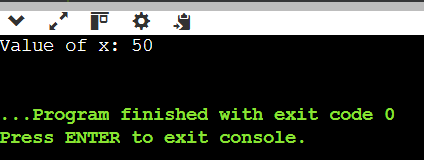 Value of x: 50
...Program finished with exit code 0
Press ENTER to exit console.